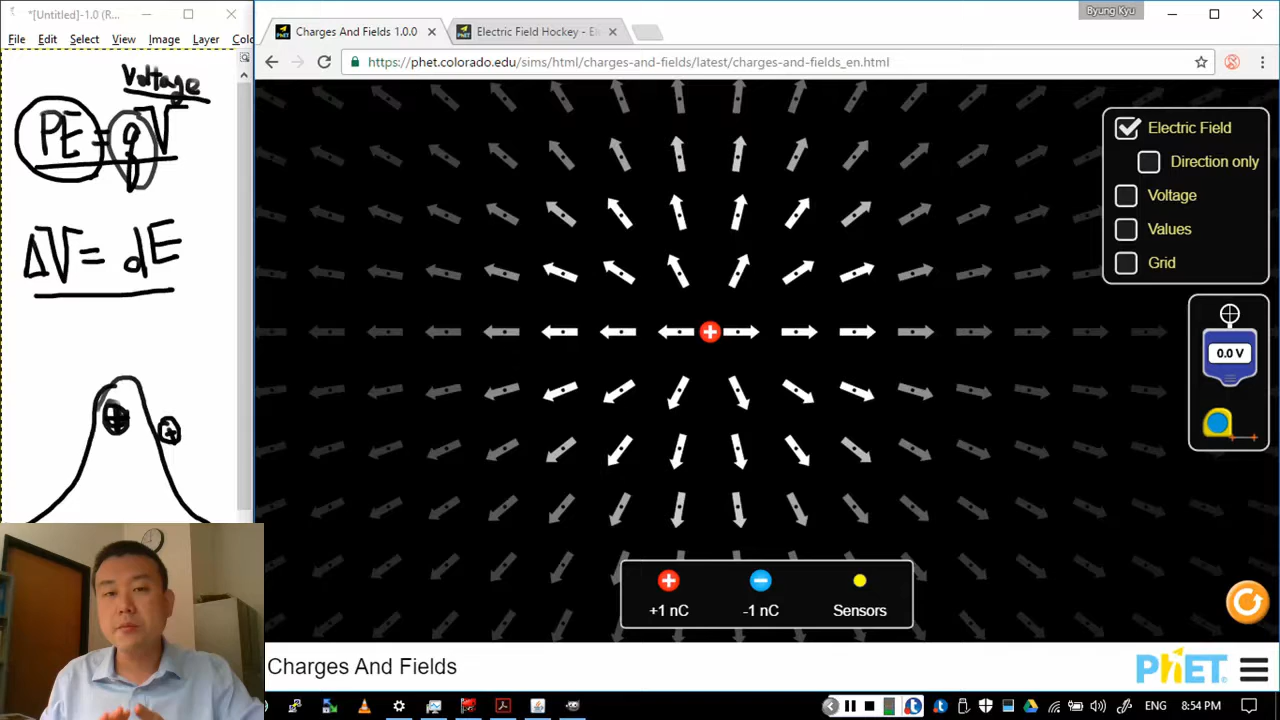 *[Untitled]-1.0 (R...
File Edit Select View Image Layer Colo
Voltage
PE = qV
ΔV = dE
+ +
Byung Kyu
Charges And Fields 1.0.0
Electric Field Hockey - E
https://phet.colorado.edu/sims/html/charges-and-fields/latest/charges-and-fields_en.html
Electric Field
Direction only
Voltage
Values
Grid
0.0 V
+ − Sensors
+1 nC -1 nC
Charges And Fields
PhET
ENG 8:54 PM